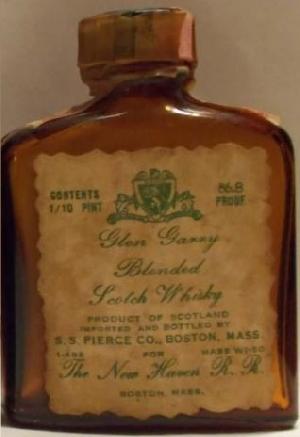 CONTENTS
1/10 PINT
86.8
PROOF
Glen Garry
Blended
Scotch Whisky
PRODUCT OF SCOTLAND
IMPORTED AND BOTTLED BY
S. S. PIERCE CO., BOSTON, MASS.
FOR
The New Haven R. R.
BOSTON, MASS.